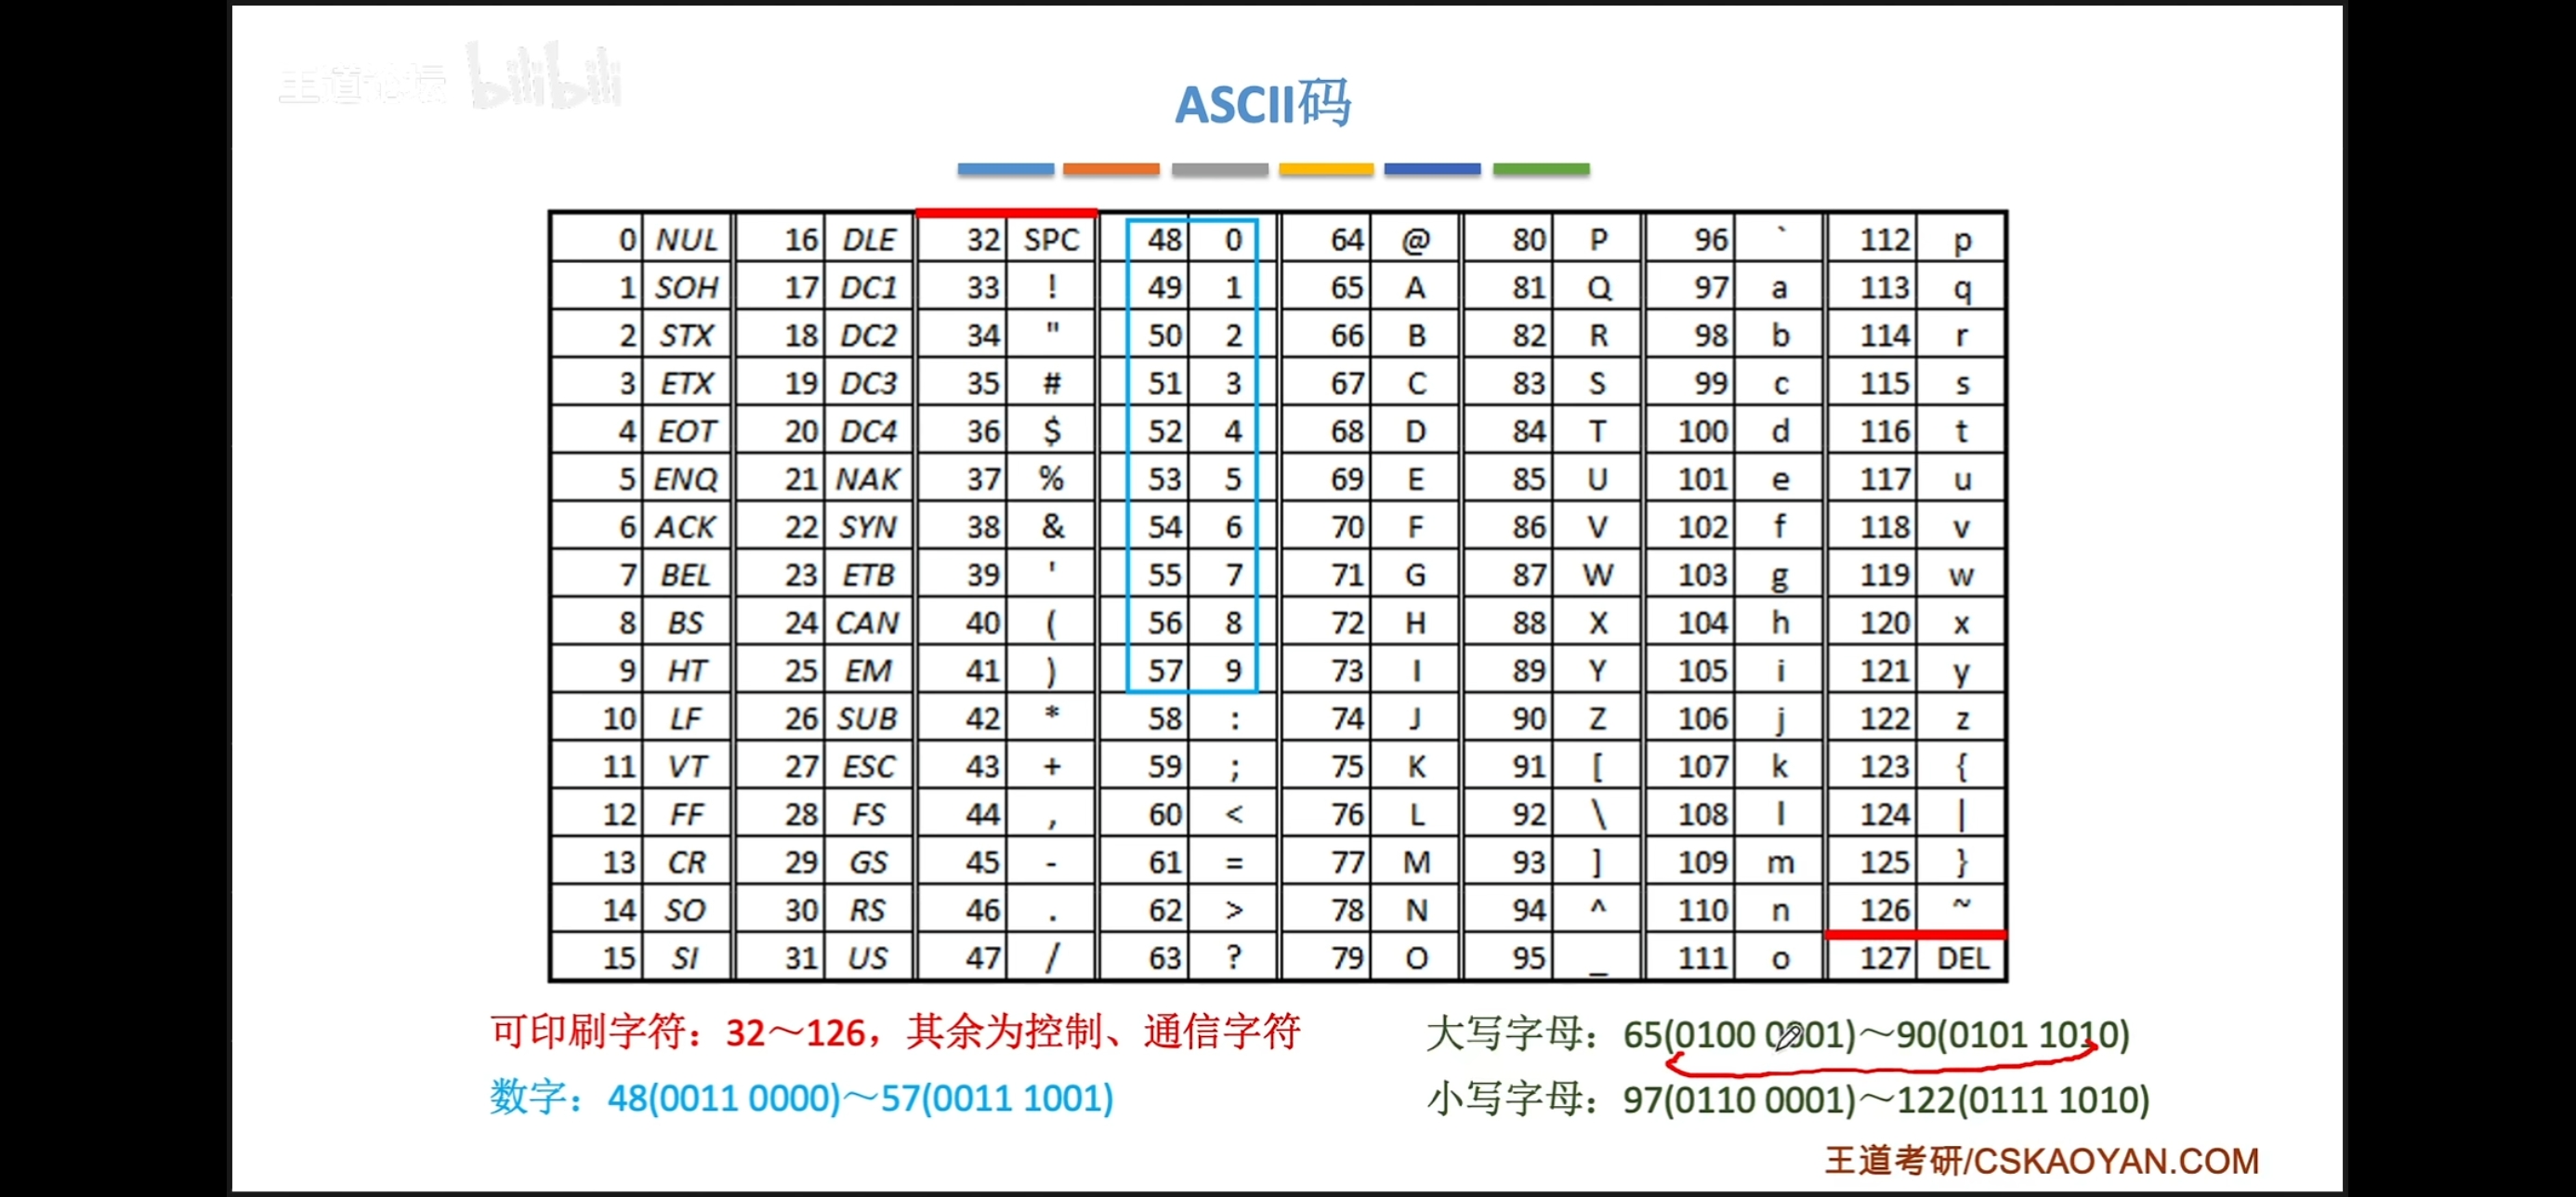 王道论坛 bilibili
ASCII码
0 NUL 16 DLE 32 SPC 48 0 64 @ 80 P 96 ` 112 p
1 SOH 17 DC1 33 ! 49 1 65 A 81 Q 97 a 113 q
2 STX 18 DC2 34 " 50 2 66 B 82 R 98 b 114 r
3 ETX 19 DC3 35 # 51 3 67 C 83 S 99 c 115 s
4 EOT 20 DC4 36 $ 52 4 68 D 84 T 100 d 116 t
5 ENQ 21 NAK 37 % 53 5 69 E 85 U 101 e 117 u
6 ACK 22 SYN 38 & 54 6 70 F 86 V 102 f 118 v
7 BEL 23 ETB 39 ' 55 7 71 G 87 W 103 g 119 w
8 BS 24 CAN 40 ( 56 8 72 H 88 X 104 h 120 x
9 HT 25 EM 41 ) 57 9 73 I 89 Y 105 i 121 y
10 LF 26 SUB 42 * 58 : 74 J 90 Z 106 j 122 z
11 VT 27 ESC 43 + 59 ; 75 K 91 [ 107 k 123 {
12 FF 28 FS 44 , 60 < 76 L 92 \ 108 l 124 |
13 CR 29 GS 45 - 61 = 77 M 93 ] 109 m 125 }
14 SO 30 RS 46 . 62 > 78 N 94 ^ 110 n 126 ~
15 SI 31 US 47 / 63 ? 79 O 95 _ 111 o 127 DEL
可印刷字符：32～126，其余为控制、通信字符
大写字母：65(0100 0001)～90(0101 1010)
数字：48(0011 0000)～57(0011 1001)
小写字母：97(0110 0001)～122(0111 1010)
王道考研/CSKAOYAN.COM